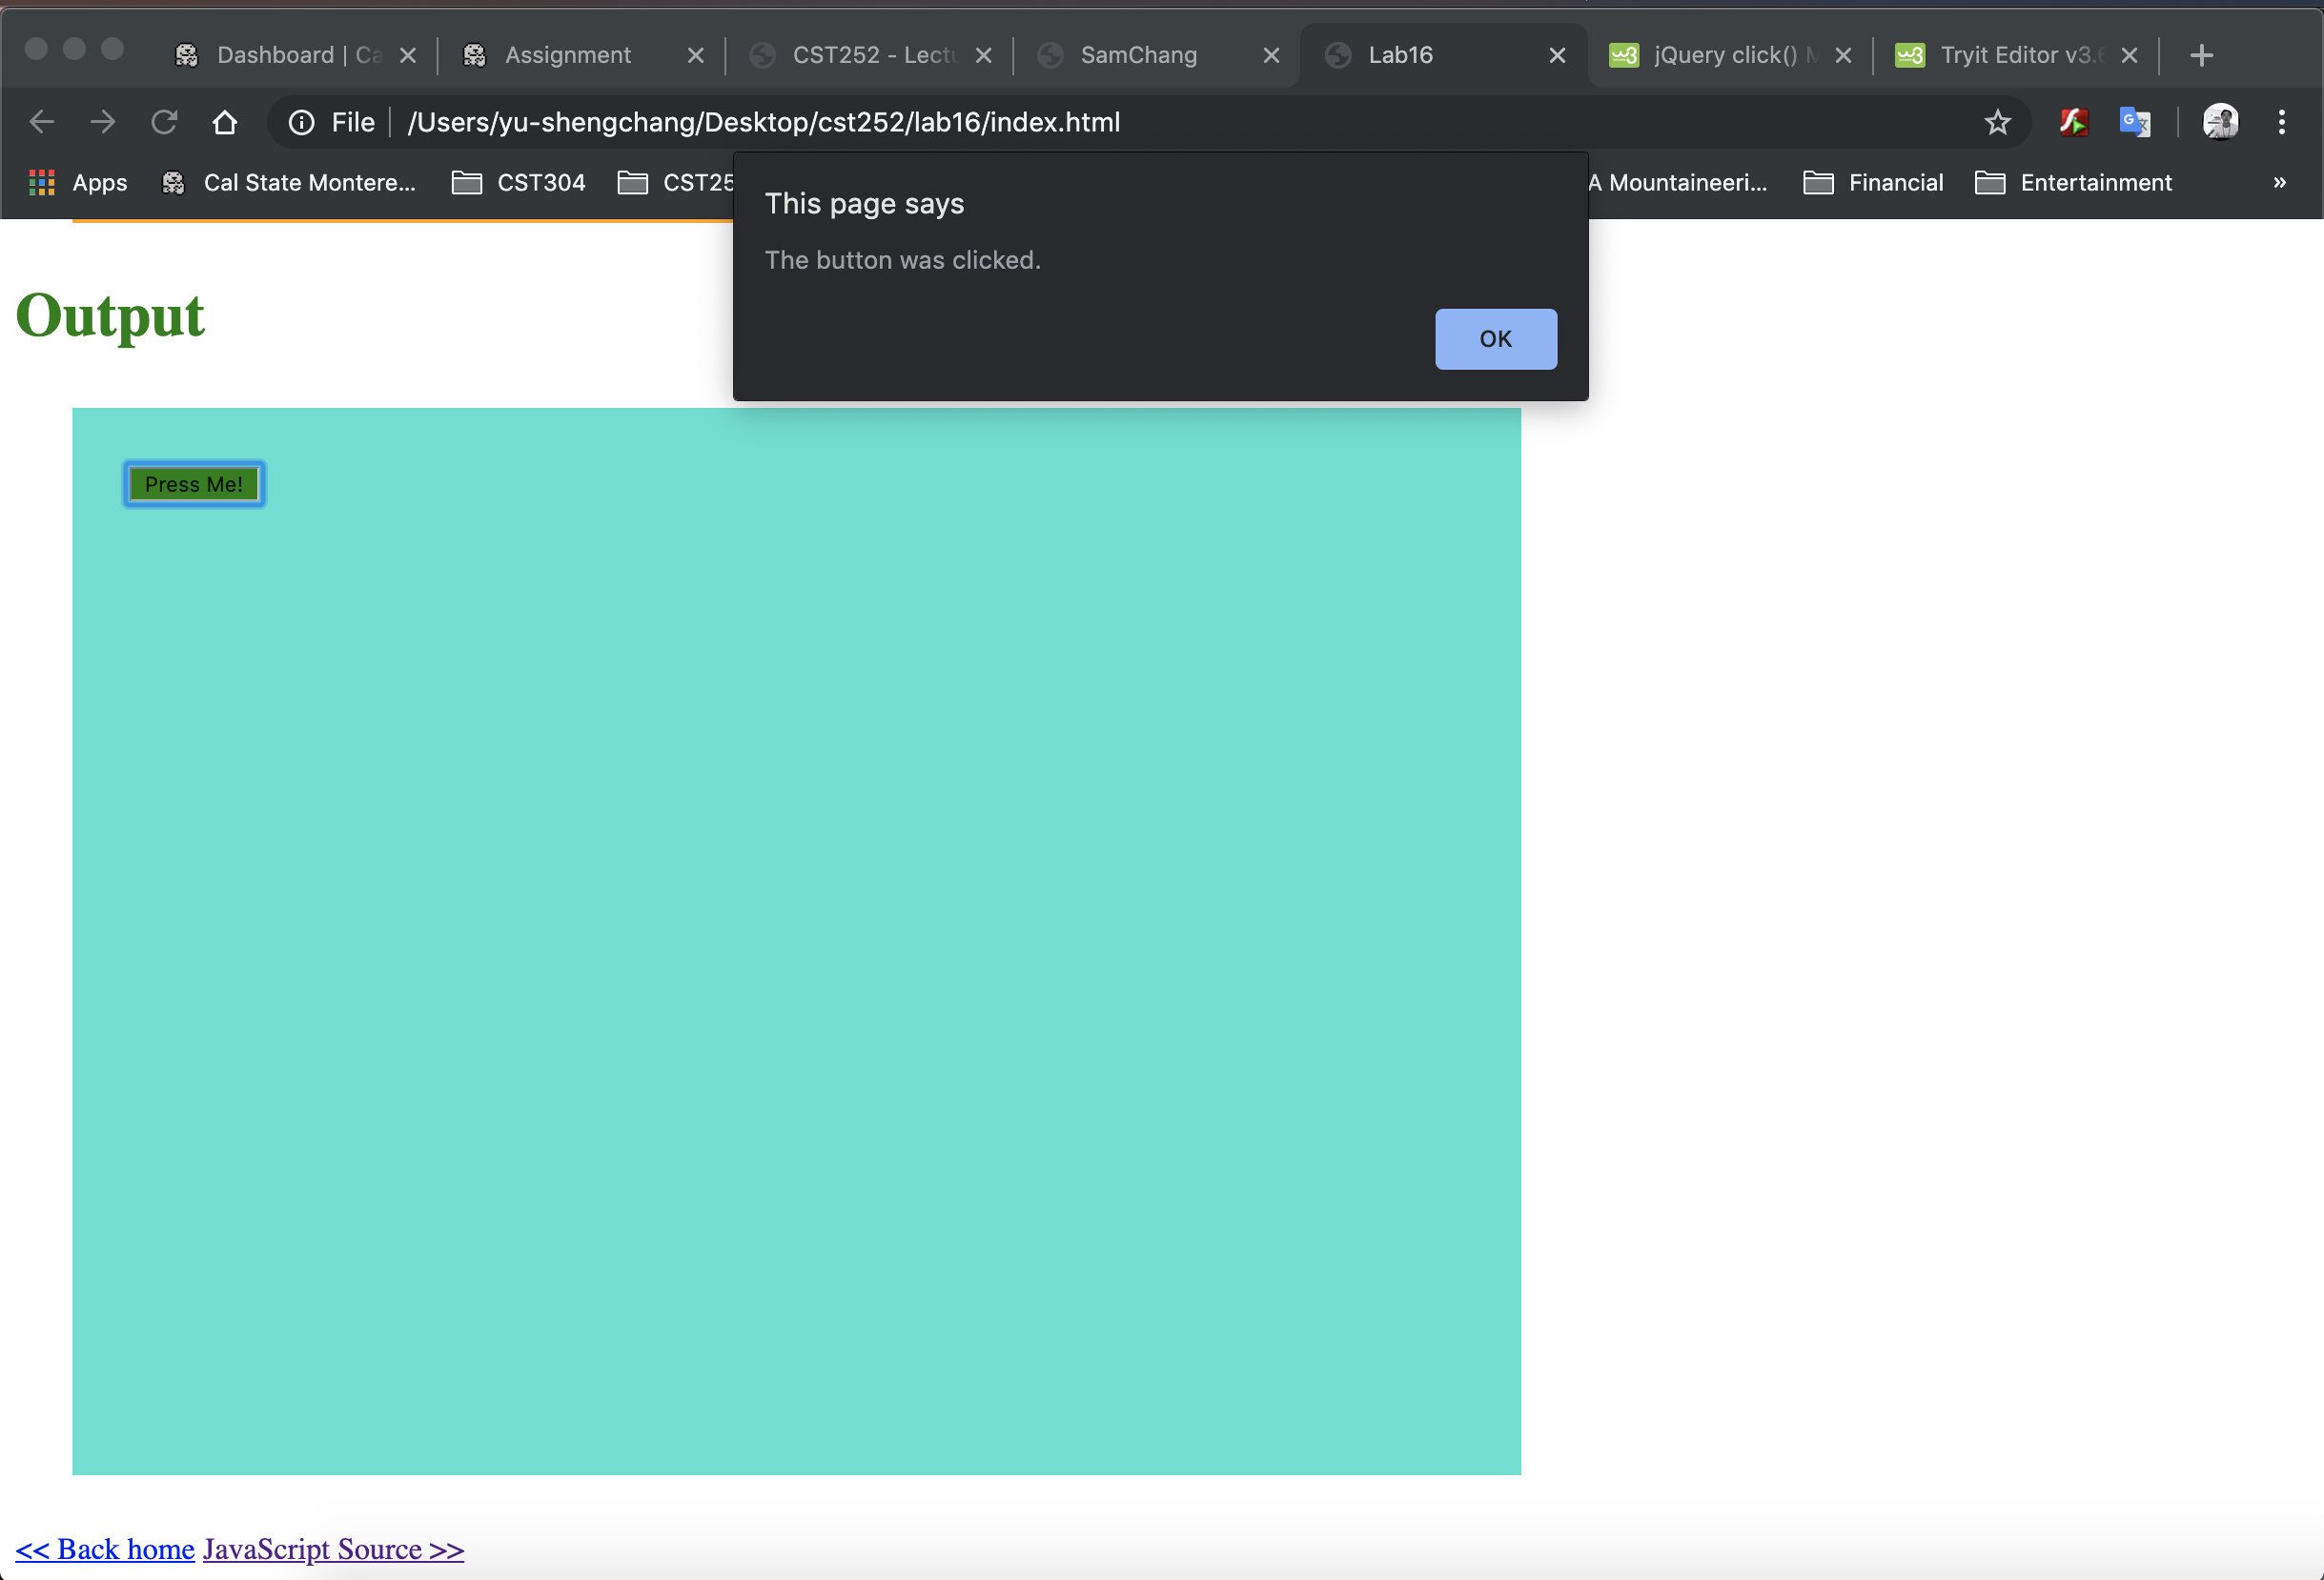 Dashboard | Ca
Assignment
CST252 - Lectu
SamChang
Lab16
jQuery click() M
Tryit Editor v3.6
File
/Users/yu-shengchang/Desktop/cst252/lab16/index.html
Apps
Cal State Montere...
CST304
CST25
A Mountaineeri...
Financial
Entertainment
»
This page says
The button was clicked.
OK
Output
Press Me!
<< Back home JavaScript Source >>